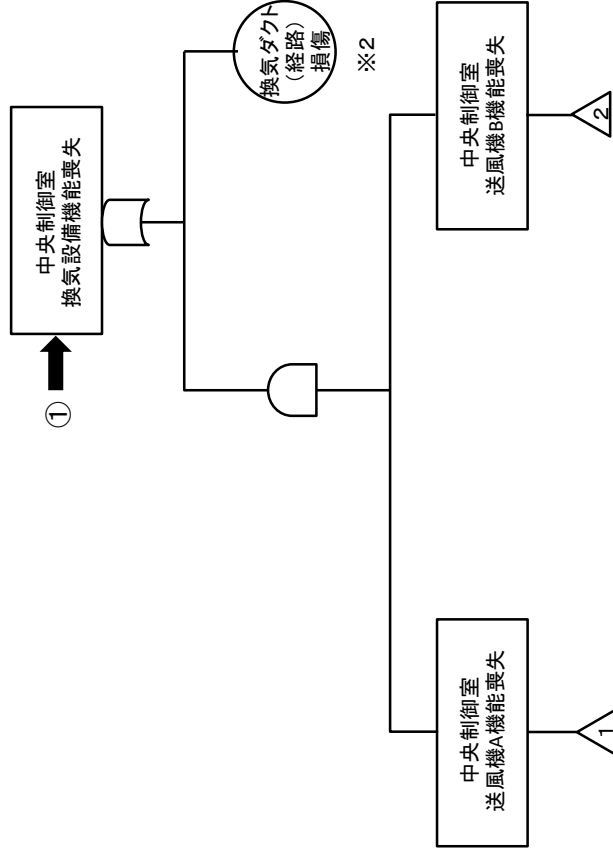 ①
中央制御室
換気設備機能喪失
換気ダクト
(経路)
損傷
※2
中央制御室
送風機A機能喪失
中央制御室
送風機B機能喪失
1
2